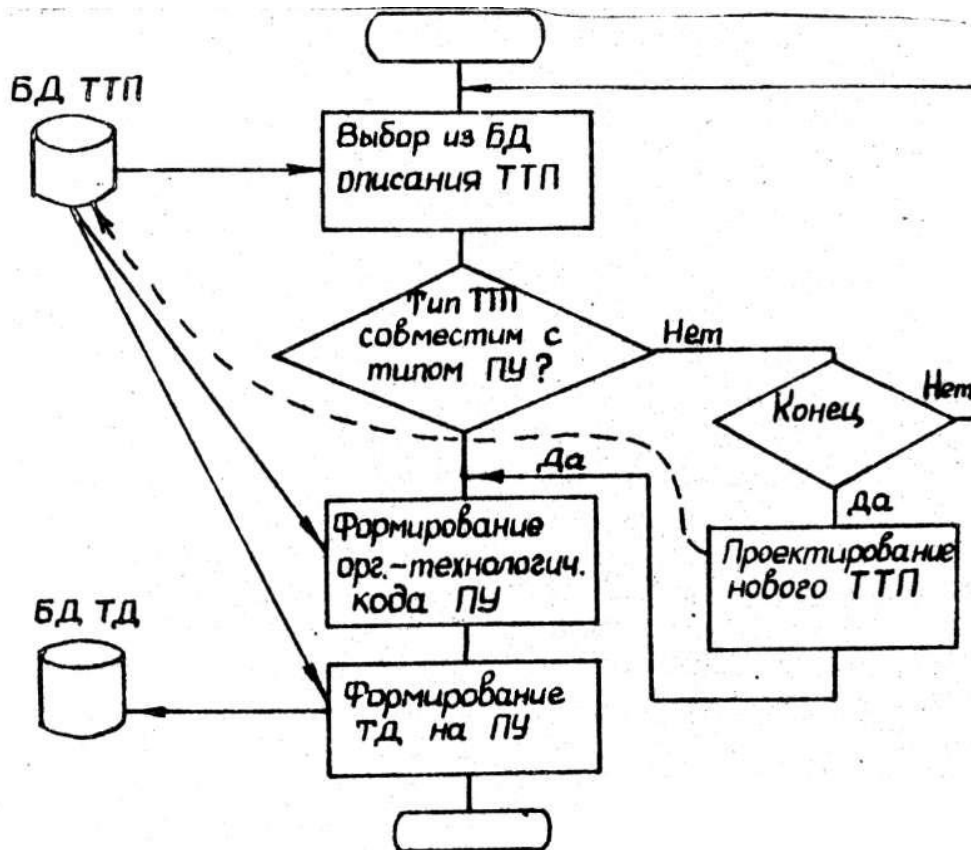 БД ТТП
Выбор из БД
описания ТТП
Тип ТТП
совместим с
типом ПУ?
Нет
Конец
Нет
Да
Да
Формирование
орг.-технологич.
кода ПУ
Проектирование
нового ТТП
БД ТД
Формирование
ТД на ПУ